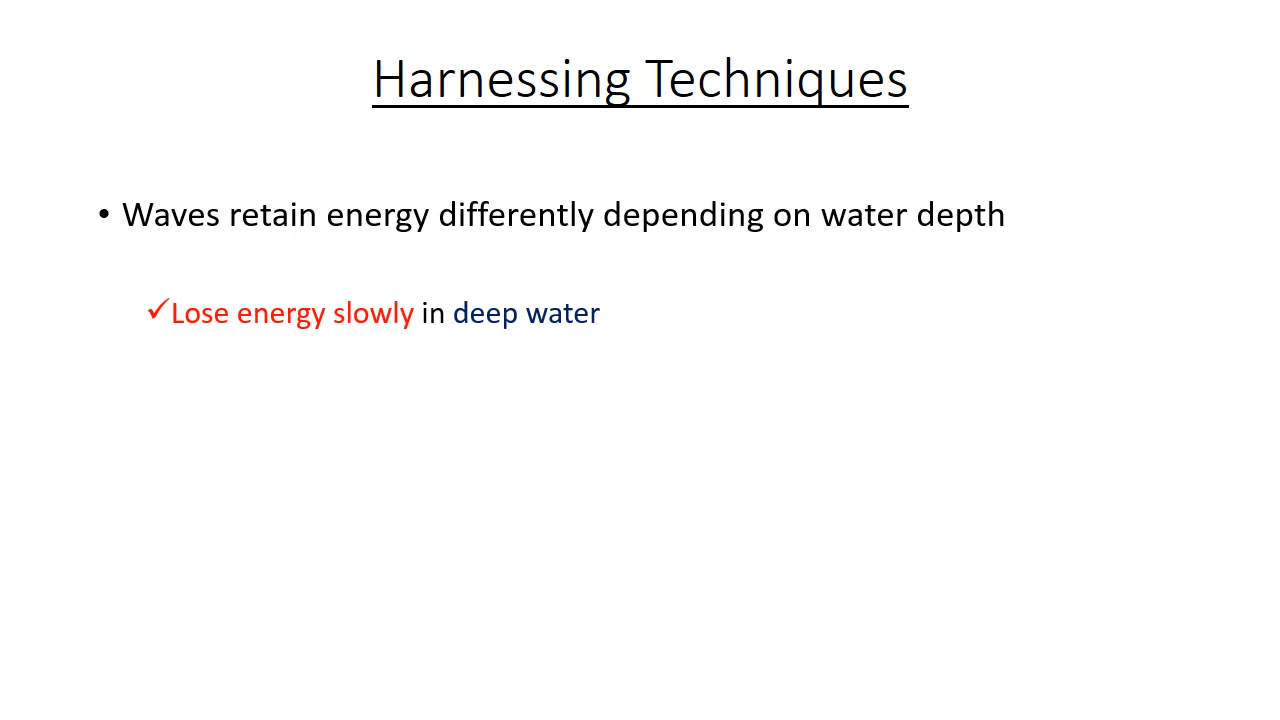 Harnessing Techniques
• Waves retain energy differently depending on water depth
✓Lose energy slowly in deep water